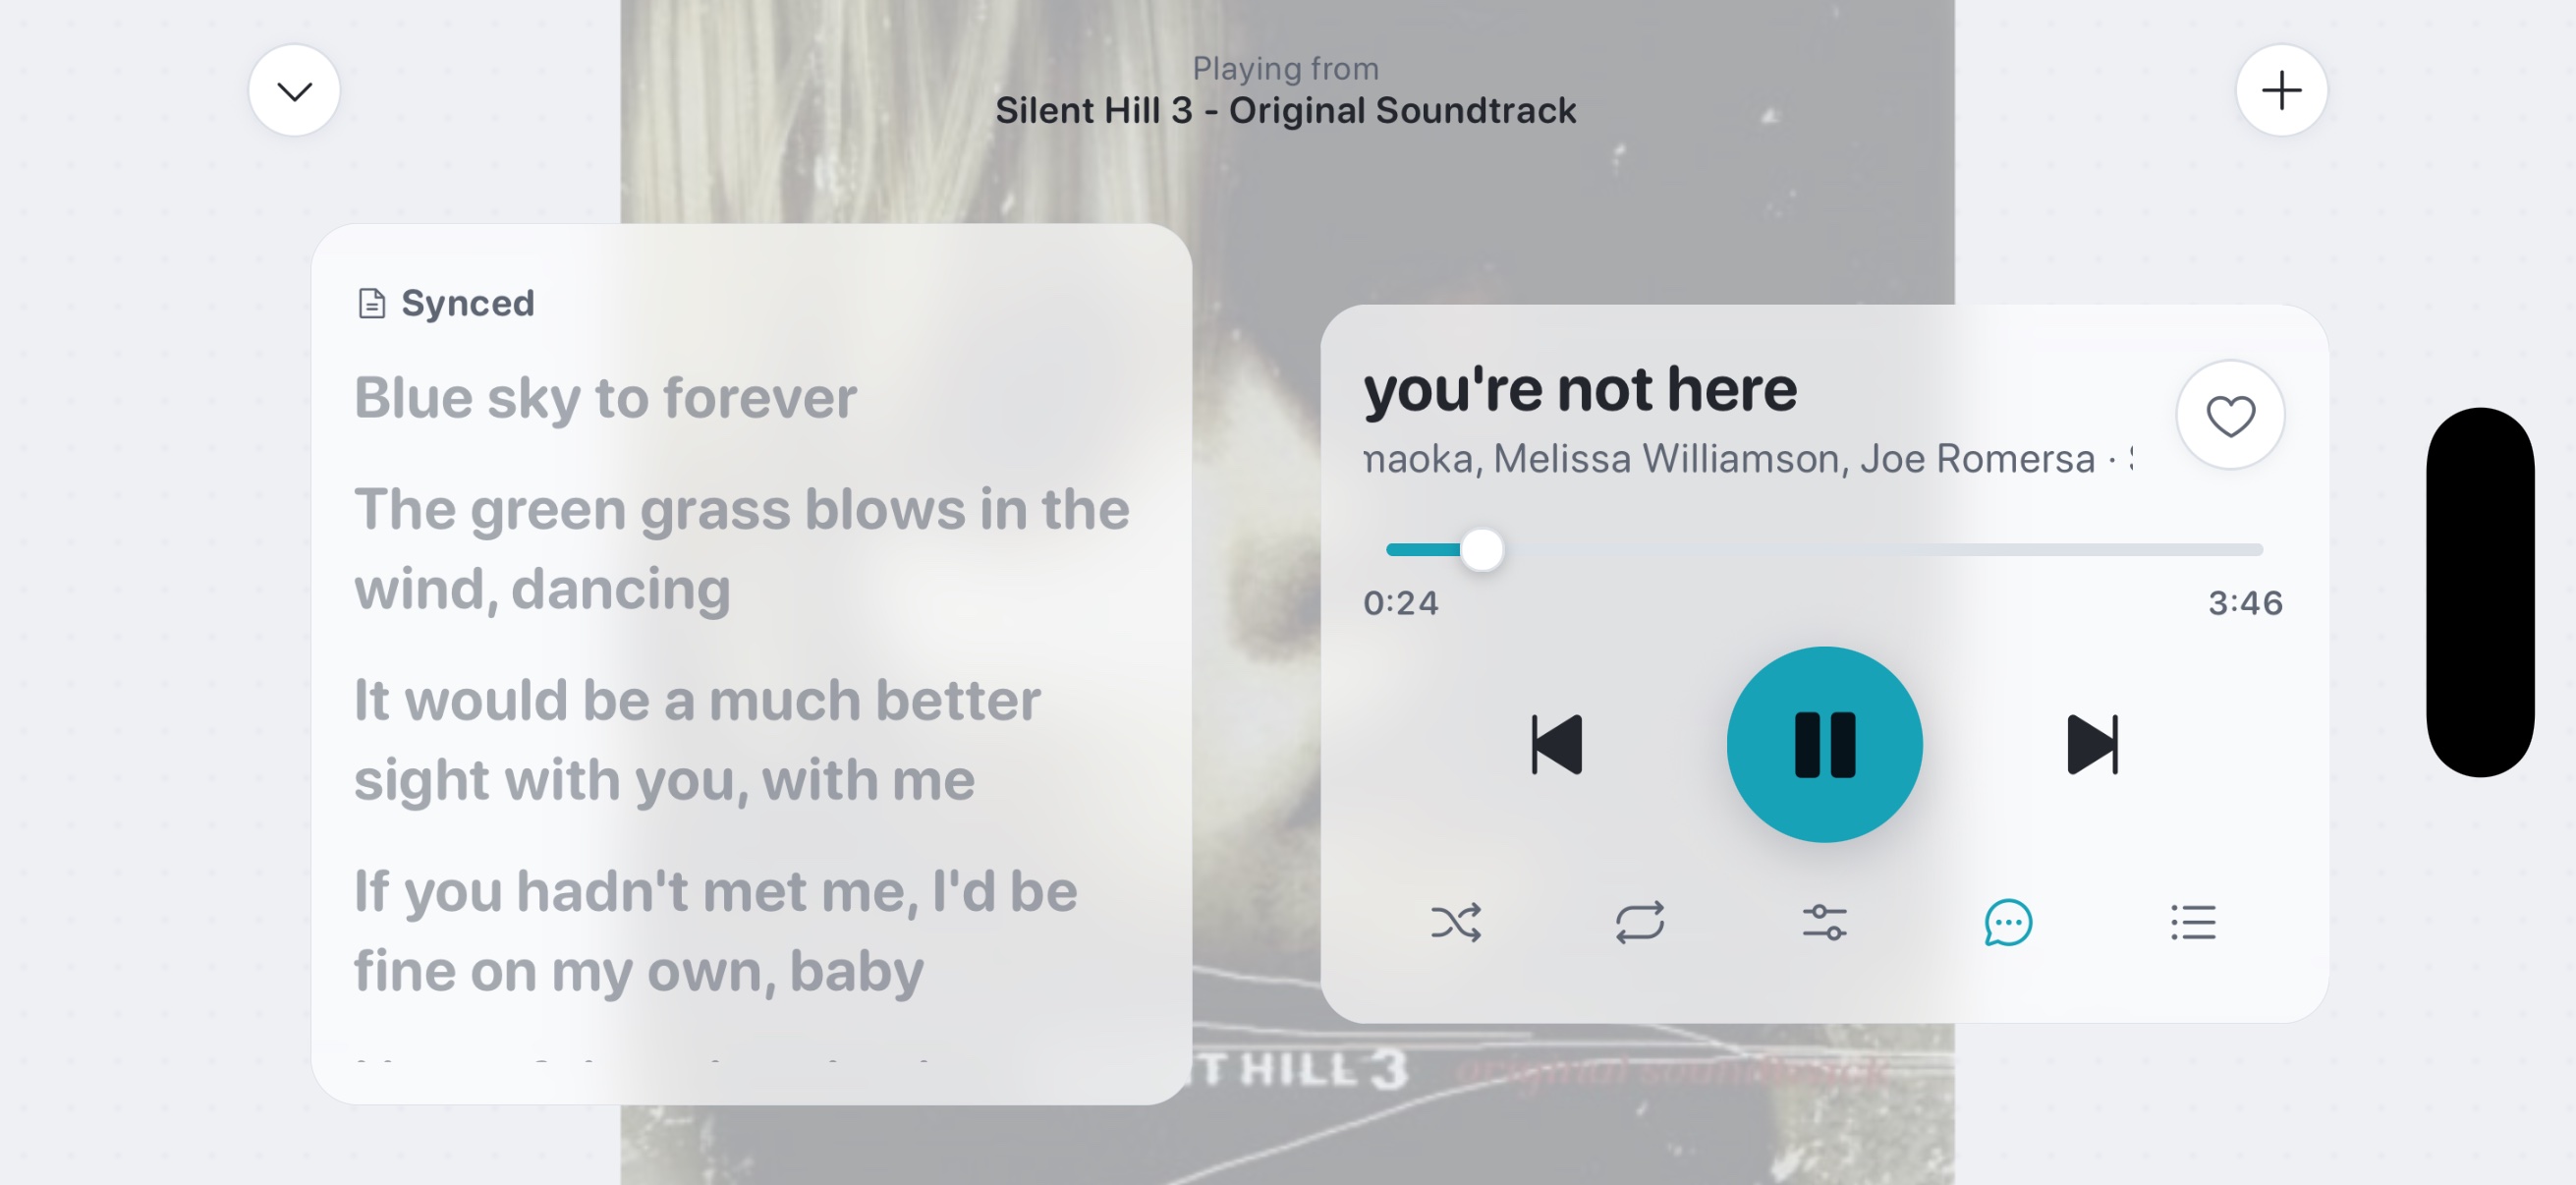 Playing from
Silent Hill 3 - Original Soundtrack
Synced
Blue sky to forever
The green grass blows in the
wind, dancing
It would be a much better
sight with you, with me
If you hadn't met me, I'd be
fine on my own, baby
you're not here
naoka, Melissa Williamson, Joe Romersa ·
0:24
3:46
T HILL 3 original soundtrack